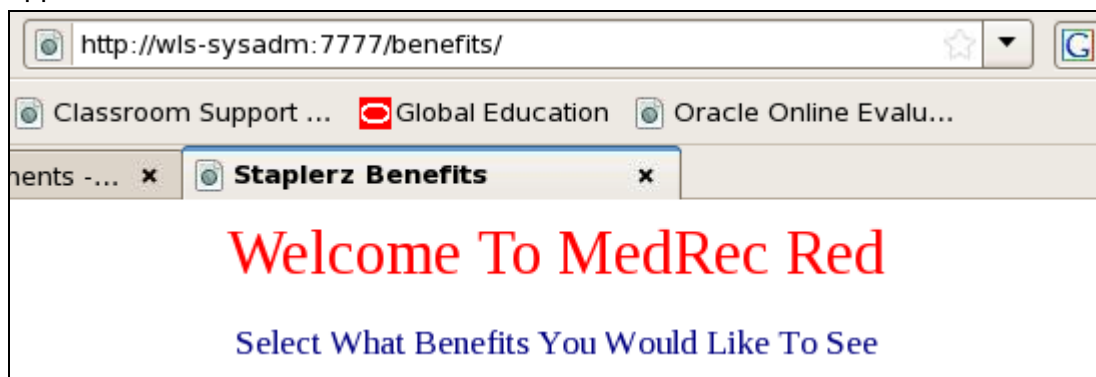 http://wls-sysadm:7777/benefits/
G
Classroom Support ... Global Education Oracle Online Evalu...
nents -... Staplerz Benefits
Welcome To MedRec Red
Select What Benefits You Would Like To See